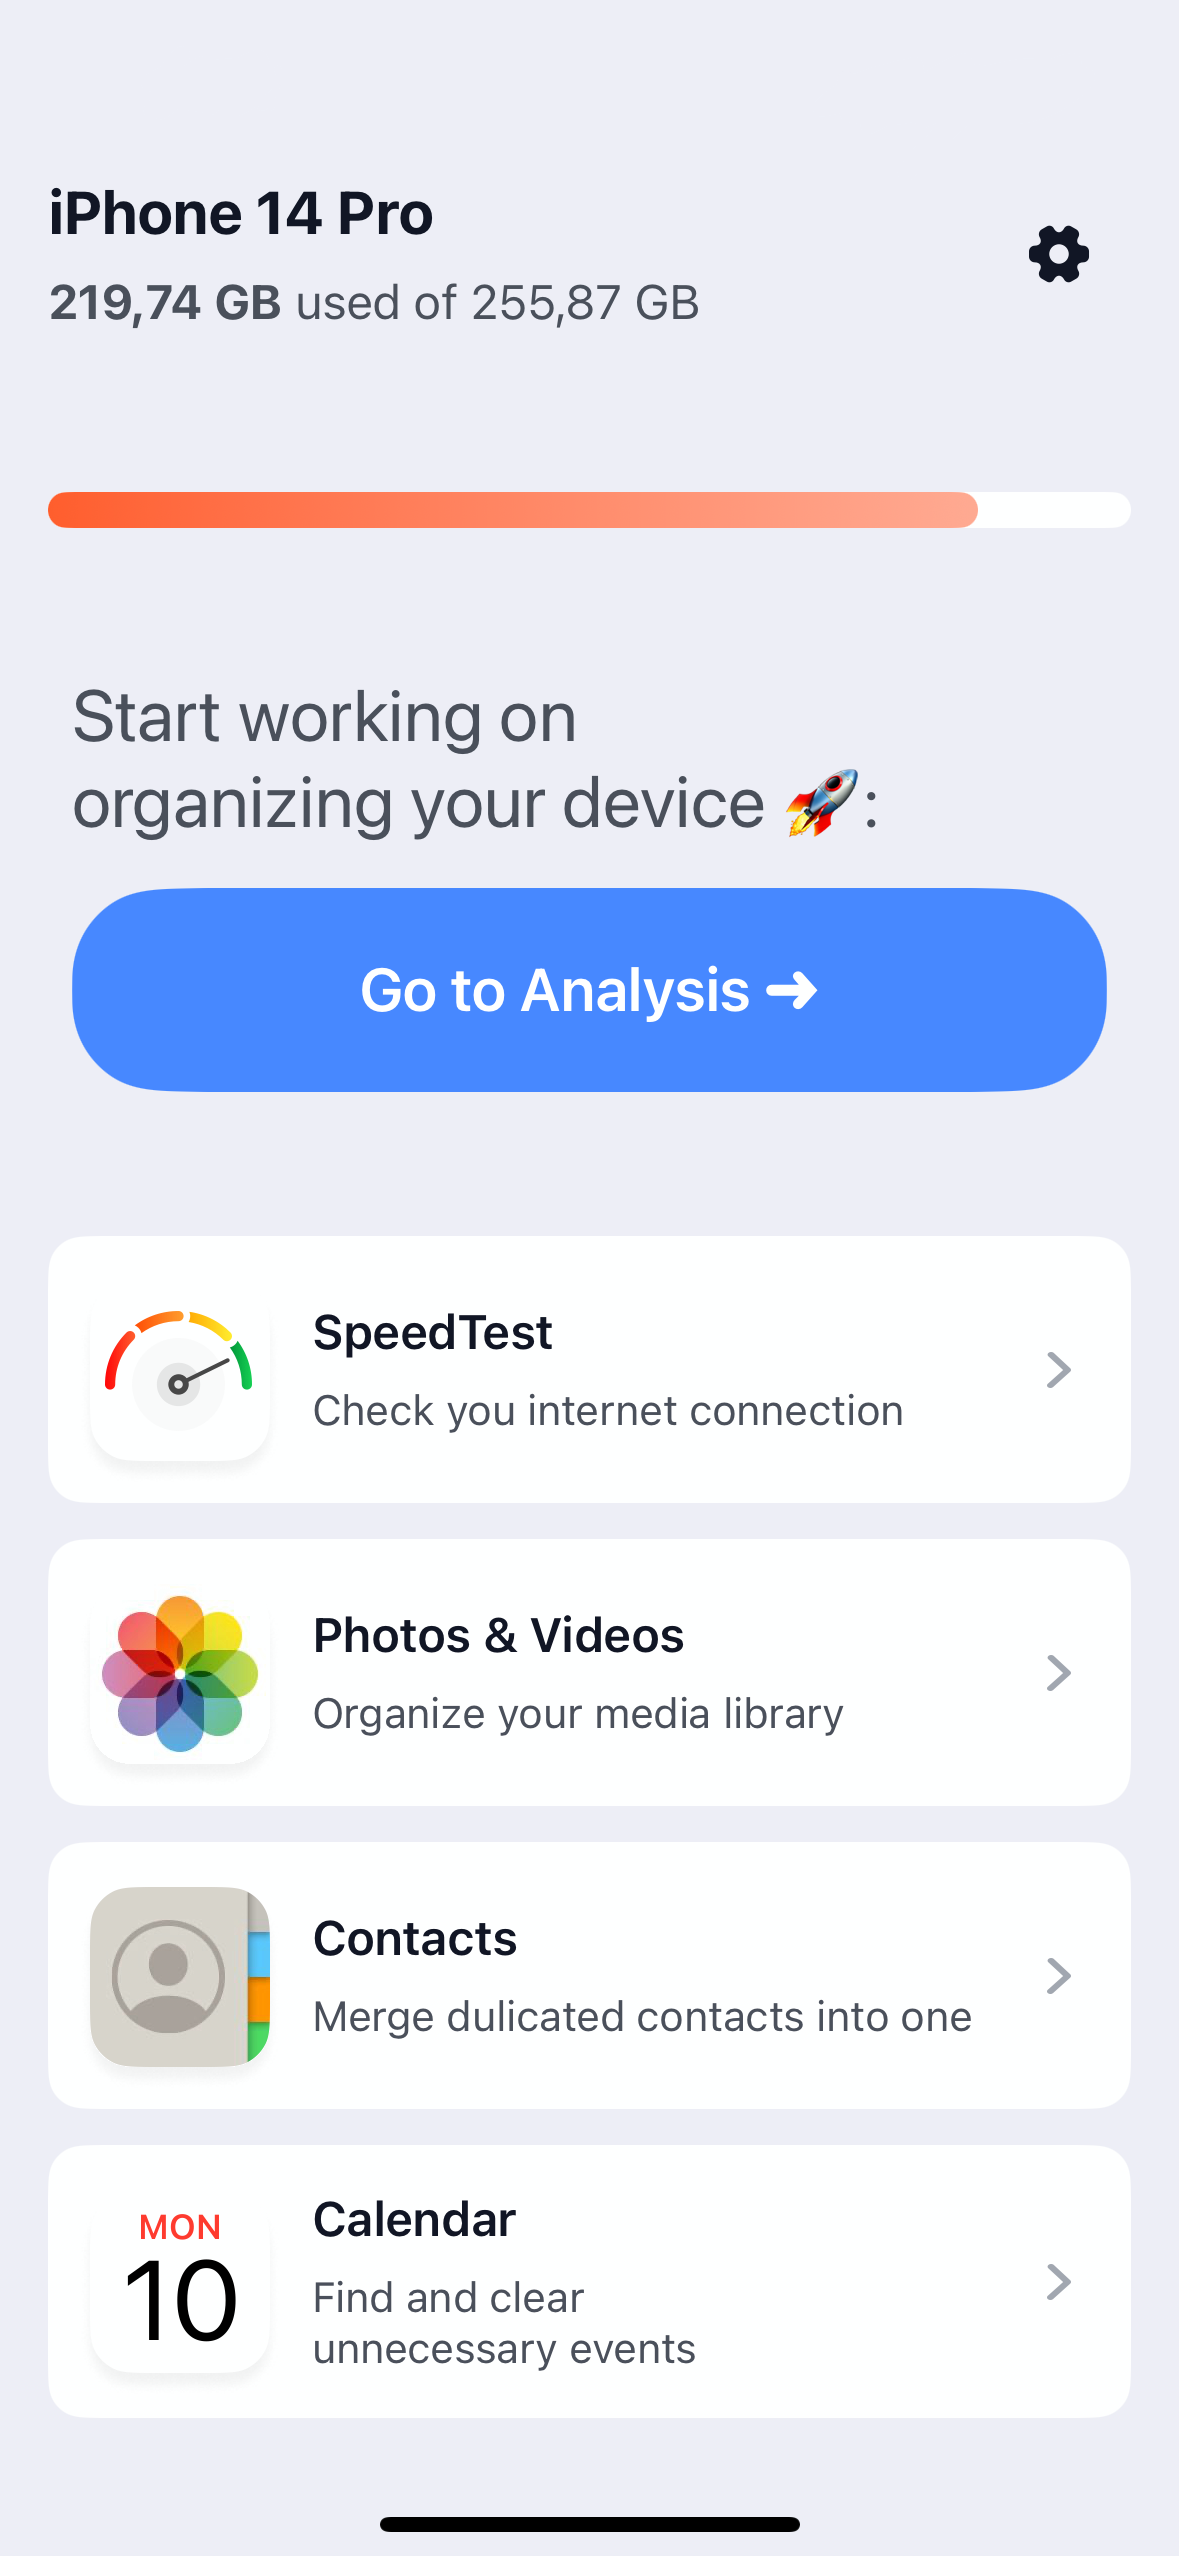 iPhone 14 Pro
219,74 GB used of 255,87 GB
Start working on
organizing your device 🚀:
Go to Analysis ➜
SpeedTest
Check you internet connection
Photos & Videos
Organize your media library
Contacts
Merge dulicated contacts into one
MON
10
Calendar
Find and clear
unnecessary events